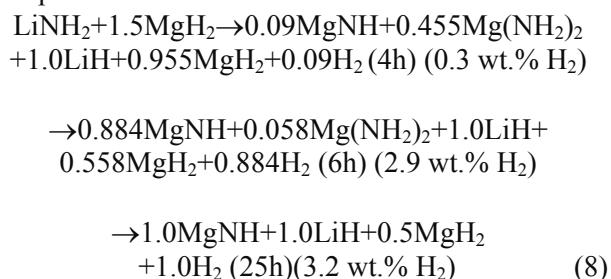 LiNH₂+1.5MgH₂→0.09MgNH+0.455Mg(NH₂)₂
+1.0LiH+0.955MgH₂+0.09H₂ (4h) (0.3 wt.% H₂)
→0.884MgNH+0.058Mg(NH₂)₂+1.0LiH+
0.558MgH₂+0.884H₂ (6h) (2.9 wt.% H₂)
→1.0MgNH+1.0LiH+0.5MgH₂
+1.0H₂ (25h)(3.2 wt.% H₂) (8)